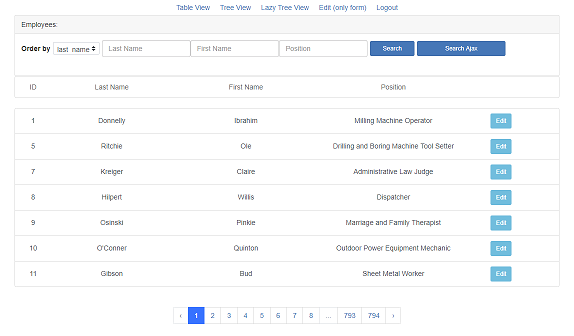 Table View Tree View Lazy Tree View Edit (only form) Logout
Employees:
Order by last_name Last Name First Name Position Search Search Ajax
ID Last Name First Name Position
1 Donnelly Ibrahim Milling Machine Operator Edit
5 Ritchie Ole Drilling and Boring Machine Tool Setter Edit
7 Kreiger Claire Administrative Law Judge Edit
8 Hilpert Willis Dispatcher Edit
9 Osinski Pinkie Marriage and Family Therapist Edit
10 O'Conner Quinton Outdoor Power Equipment Mechanic Edit
11 Gibson Bud Sheet Metal Worker Edit
‹ 1 2 3 4 5 6 7 8 ... 793 794 ›